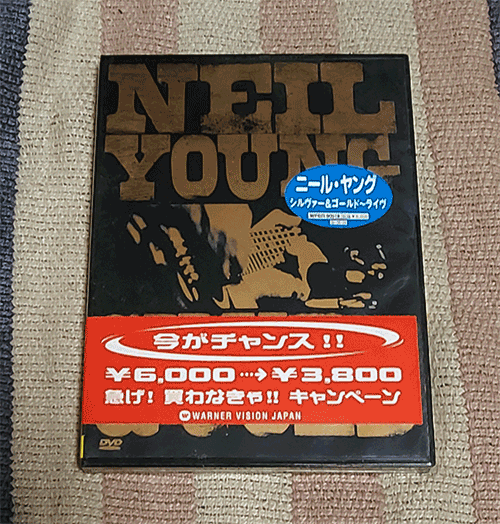 NEIL
YOUNG
ニール・ヤング
シルヴァー&ゴールド〜ライヴ
今がチャンス!!
¥6,000…→¥3,800
急げ! 買わなきゃ!! キャンペーン
WARNER VISION JAPAN
DVD